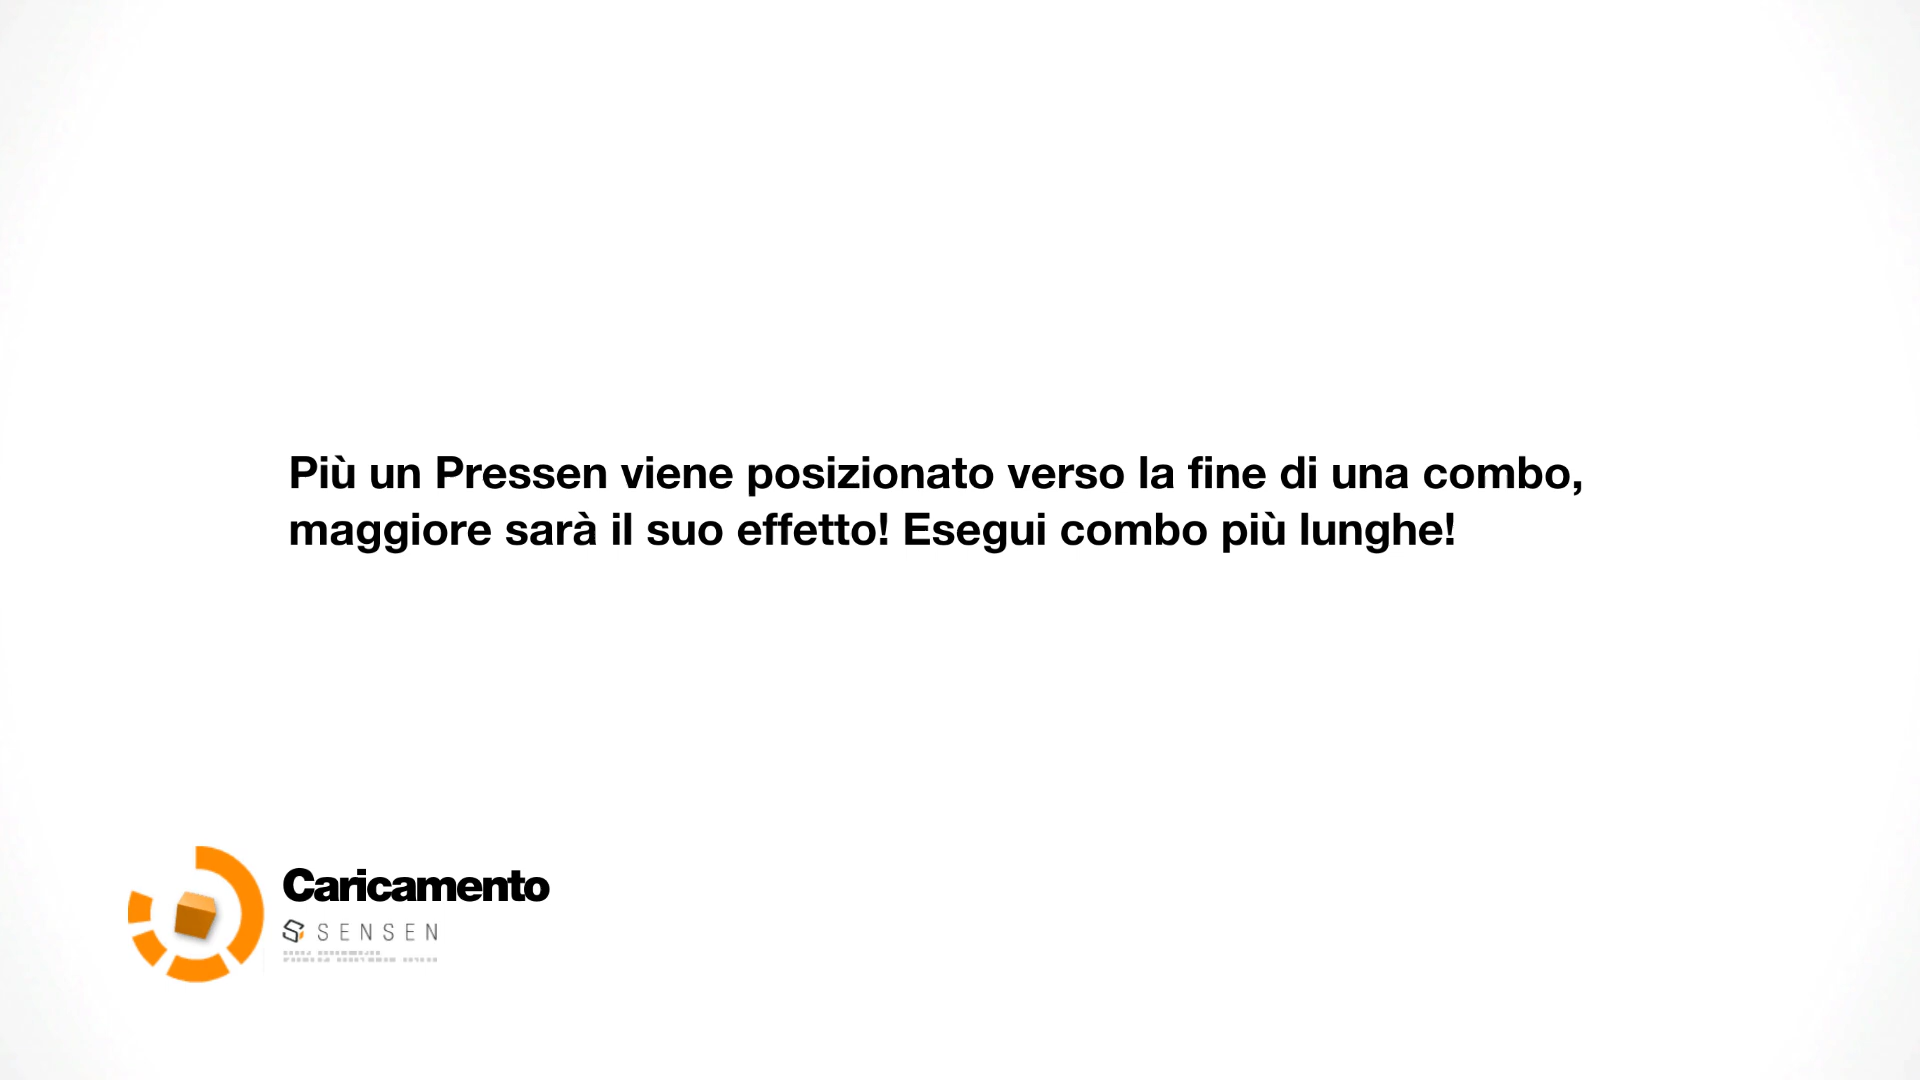 Più un Pressen viene posizionato verso la fine di una combo,
maggiore sarà il suo effetto! Esegui combo più lunghe!
Caricamento
SENSEN